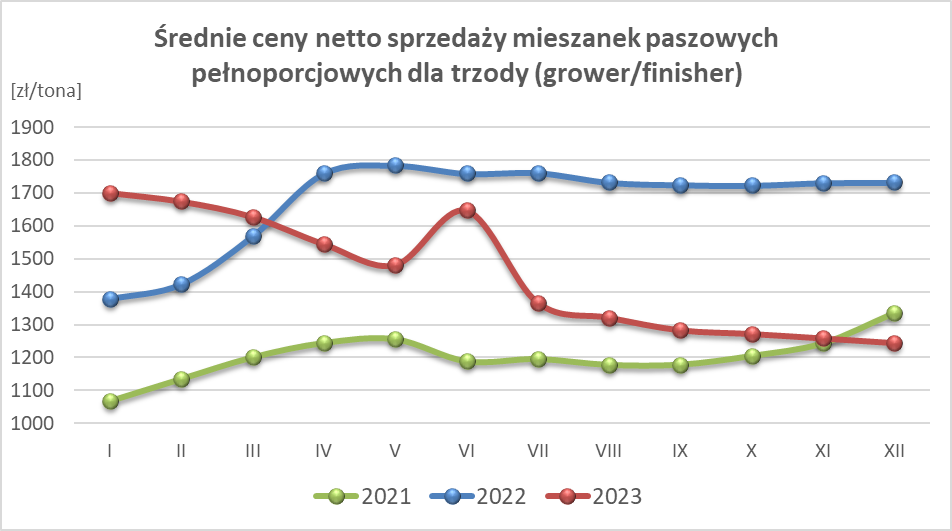 Średnie ceny netto sprzedaży mieszanek paszowych
pełnoporcjowych dla trzody (grower/finisher)
[zł/tona]
1900
1800
1700
1600
1500
1400
1300
1200
1100
1000
I II III IV V VI VII VIII IX X XI XII
2021 2022 2023